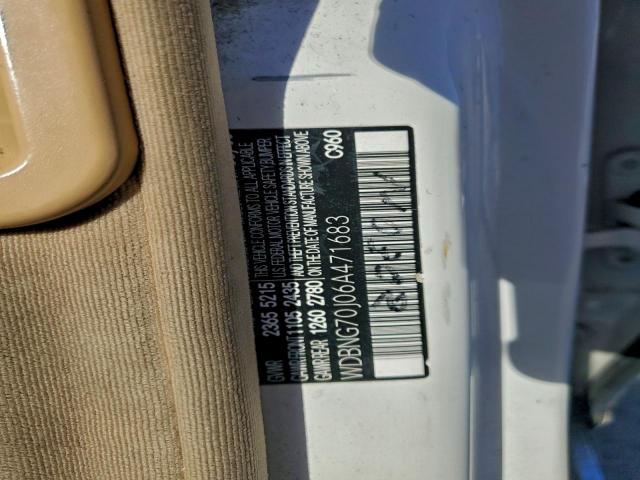 GVWR 2365 5215 THIS VEHICLE CONFORMS TO ALL APPLICABLE
U.S. FEDERAL MOTOR VEHICLE SAFETY BUMPER
GAWR FRONT 1105 2435 AND THEFT PREVENTION STANDARDS IN EFFECT
GAWR REAR 1260 2780 ON THE DATE OF MANUFACTURE SHOWN ABOVE
WDBNG70J06A471683 C960